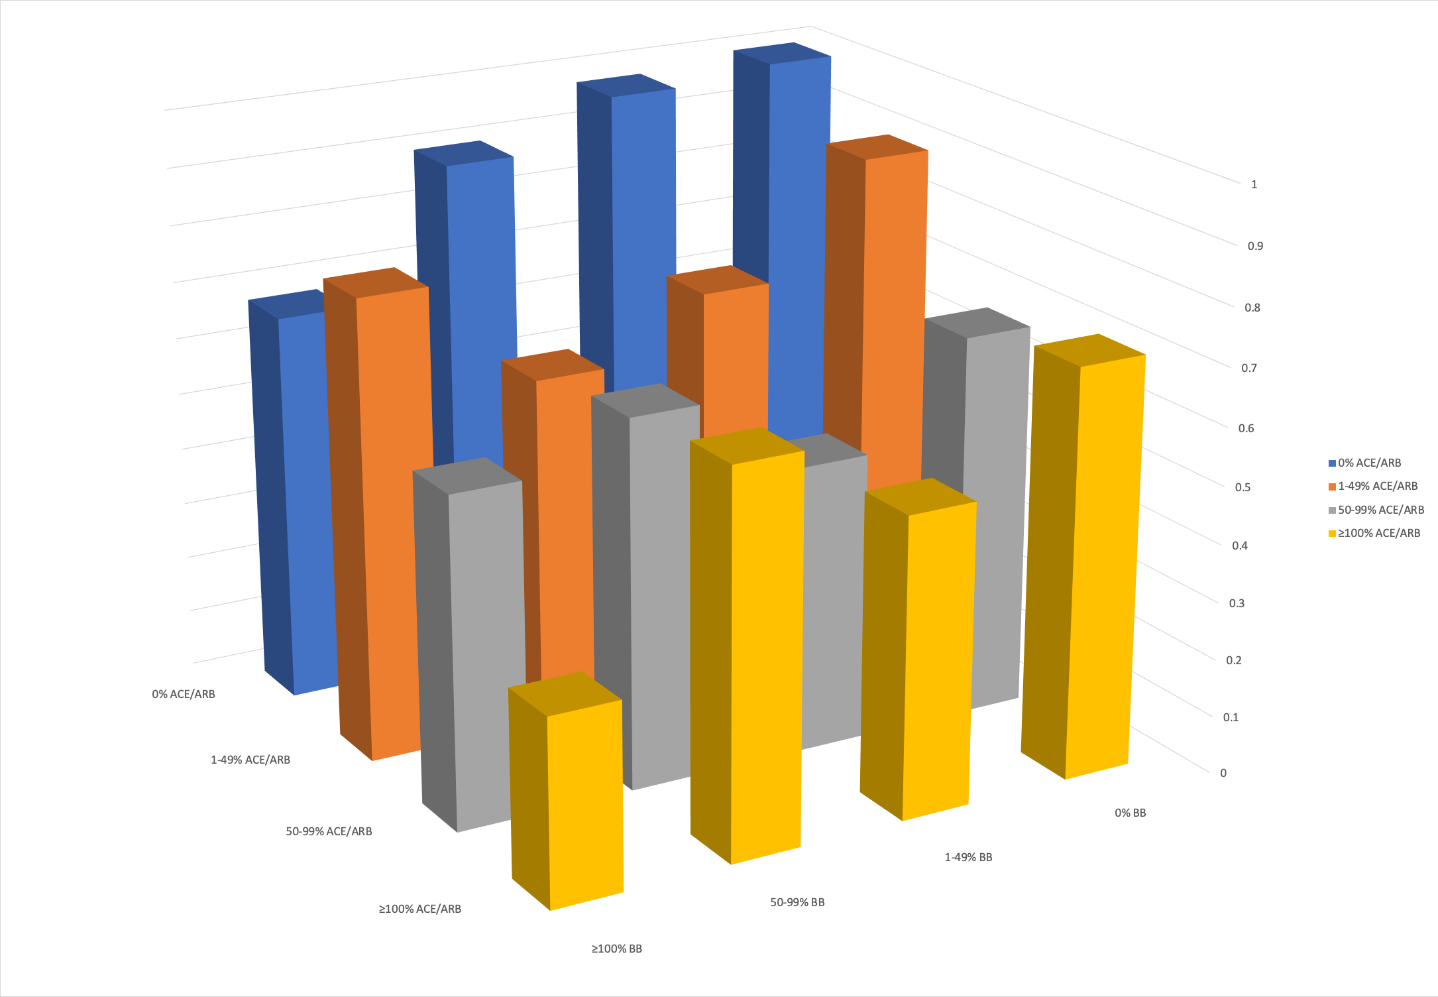 1
0.9
0.8
0.7
0.6
0.5
0.4
0.3
0.2
0.1
0
0% ACE/ARB
1-49% ACE/ARB
50-99% ACE/ARB
≥100% ACE/ARB
0% ACE/ARB
1-49% ACE/ARB
50-99% ACE/ARB
≥100% ACE/ARB
0% BB
1-49% BB
50-99% BB
≥100% BB